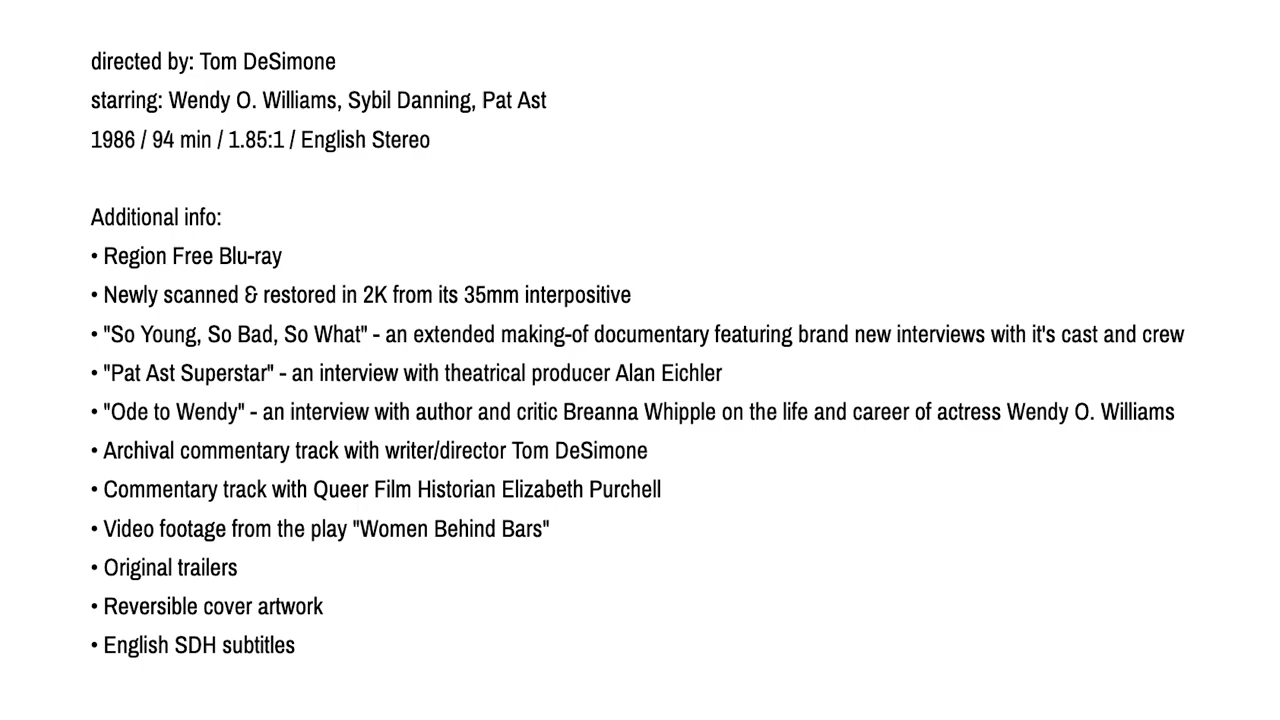 directed by: Tom DeSimone
starring: Wendy O. Williams, Sybil Danning, Pat Ast
1986 / 94 min / 1.85:1 / English Stereo
Additional info:
• Region Free Blu-ray
• Newly scanned & restored in 2K from its 35mm interpositive
• "So Young, So Bad, So What" - an extended making-of documentary featuring brand new interviews with it's cast and crew
• "Pat Ast Superstar" - an interview with theatrical producer Alan Eichler
• "Ode to Wendy" - an interview with author and critic Breanna Whipple on the life and career of actress Wendy O. Williams
• Archival commentary track with writer/director Tom DeSimone
• Commentary track with Queer Film Historian Elizabeth Purchell
• Video footage from the play "Women Behind Bars"
• Original trailers
• Reversible cover artwork
• English SDH subtitles